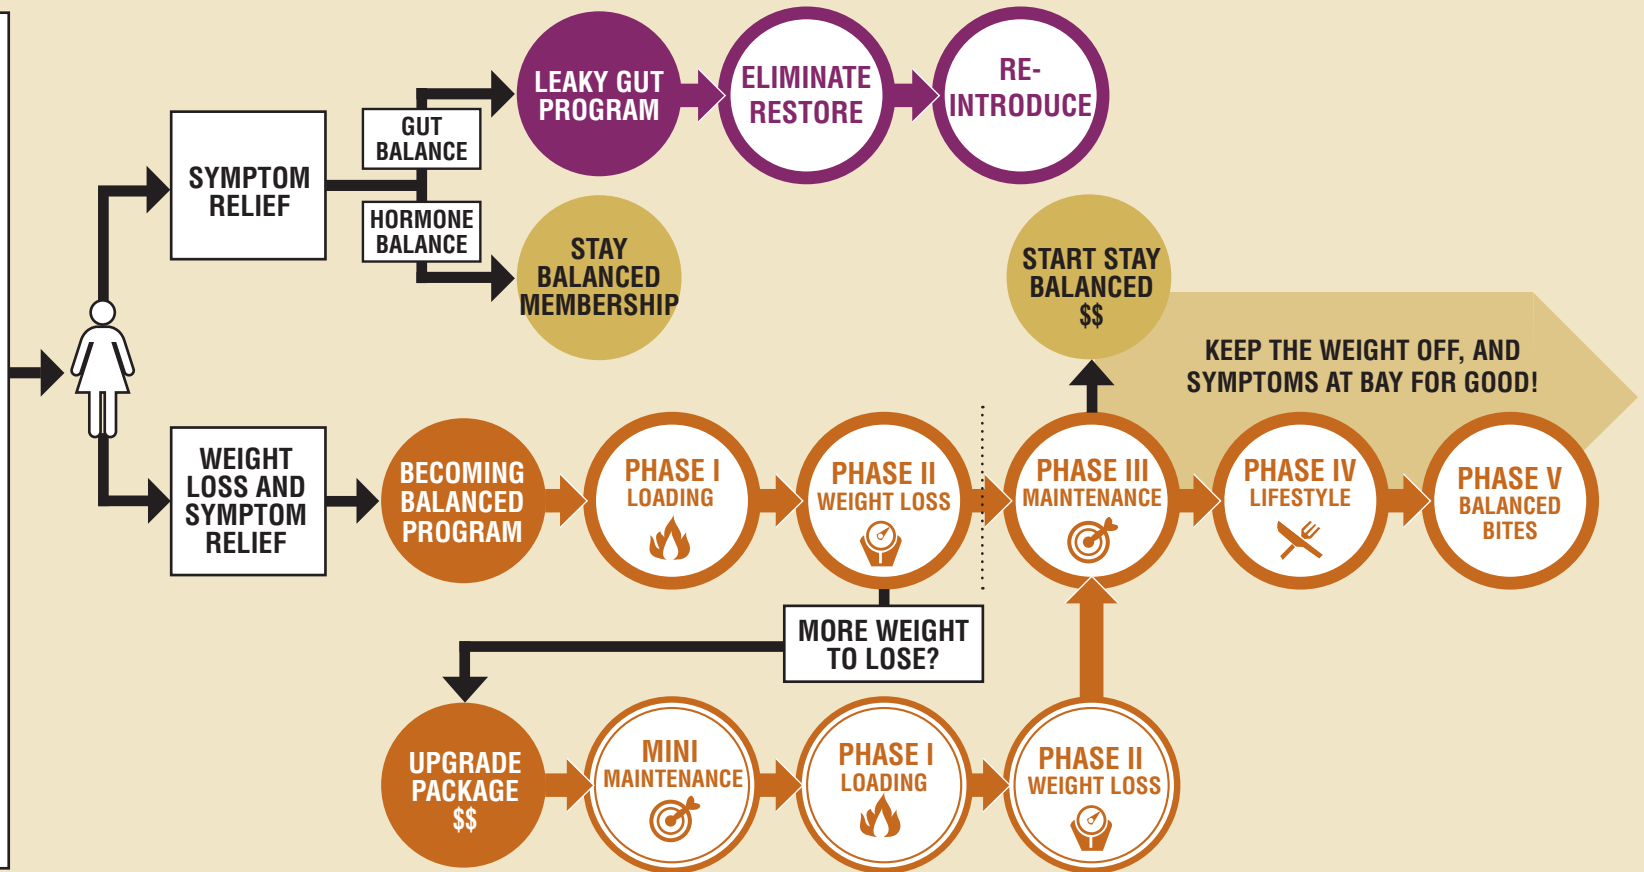 LEAKY GUT
PROGRAM
ELIMINATE
RESTORE
RE-
INTRODUCE
GUT
BALANCE
SYMPTOM
RELIEF
HORMONE
BALANCE
STAY
BALANCED
MEMBERSHIP
START STAY
BALANCED
$$
KEEP THE WEIGHT OFF, AND
SYMPTOMS AT BAY FOR GOOD!
WEIGHT
LOSS AND
SYMPTOM
RELIEF
BECOMING
BALANCED
PROGRAM
PHASE I
LOADING
PHASE II
WEIGHT LOSS
PHASE III
MAINTENANCE
PHASE IV
LIFESTYLE
PHASE V
BALANCED
BITES
MORE WEIGHT
TO LOSE?
UPGRADE
PACKAGE
$$
MINI
MAINTENANCE
PHASE I
LOADING
PHASE II
WEIGHT LOSS